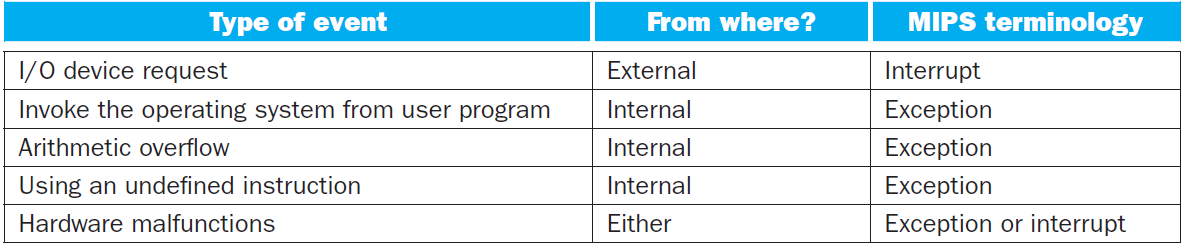 Type of event From where? MIPS terminology
I/O device request External Interrupt
Invoke the operating system from user program Internal Exception
Arithmetic overflow Internal Exception
Using an undefined instruction Internal Exception
Hardware malfunctions Either Exception or interrupt